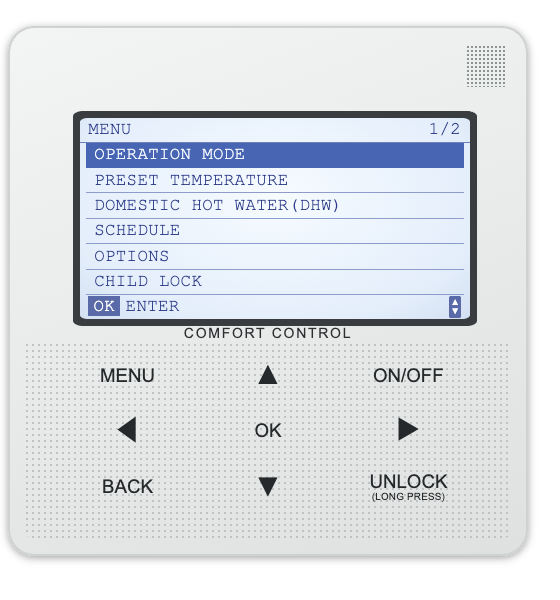 MENU 1/2
OPERATION MODE
PRESET TEMPERATURE
DOMESTIC HOT WATER(DHW)
SCHEDULE
OPTIONS
CHILD LOCK
OK ENTER
COMFORT CONTROL
MENU ON/OFF
OK
BACK UNLOCK
(LONG PRESS)